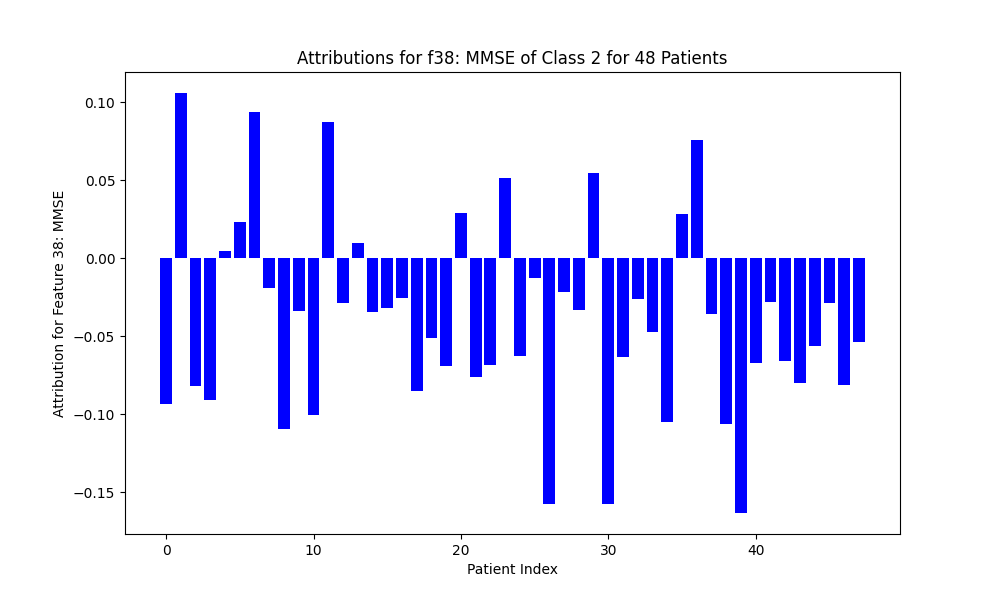 Attributions for f38: MMSE of Class 2 for 48 Patients
Attribution for Feature 38: MMSE
0.10
0.05
0.00
−0.05
−0.10
−0.15
0 10 20 30 40
Patient Index